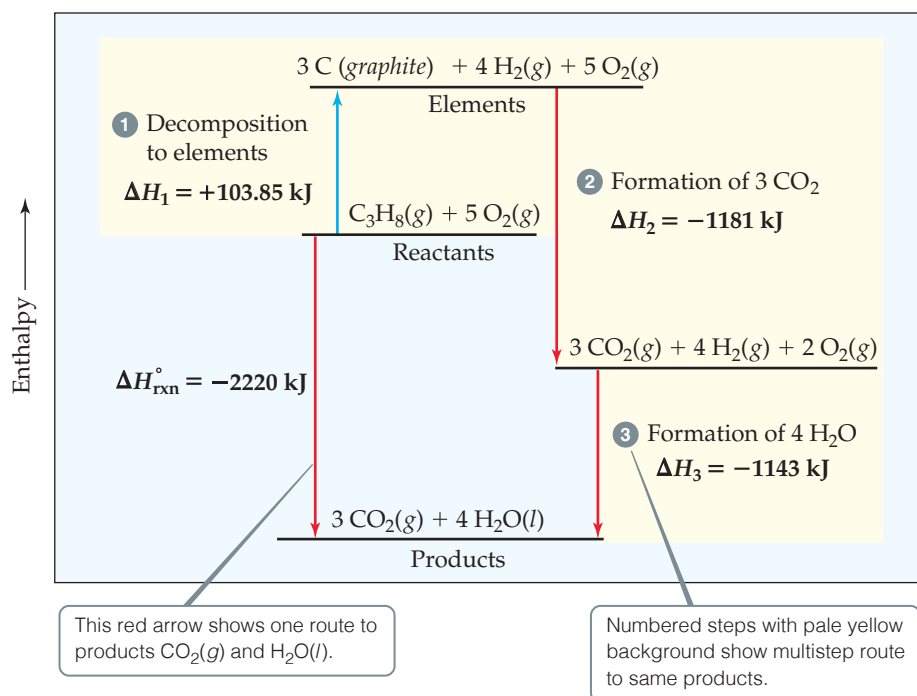 3 C (graphite) + 4 H₂(g) + 5 O₂(g)
Elements
1 Decomposition
to elements
ΔH₁ = +103.85 kJ
2 Formation of 3 CO₂
ΔH₂ = −1181 kJ
C₃H₈(g) + 5 O₂(g)
Reactants
Enthalpy
3 CO₂(g) + 4 H₂(g) + 2 O₂(g)
ΔH°rxn = −2220 kJ
3 Formation of 4 H₂O
ΔH₃ = −1143 kJ
3 CO₂(g) + 4 H₂O(l)
Products
This red arrow shows one route to
products CO₂(g) and H₂O(l).
Numbered steps with pale yellow
background show multistep route
to same products.